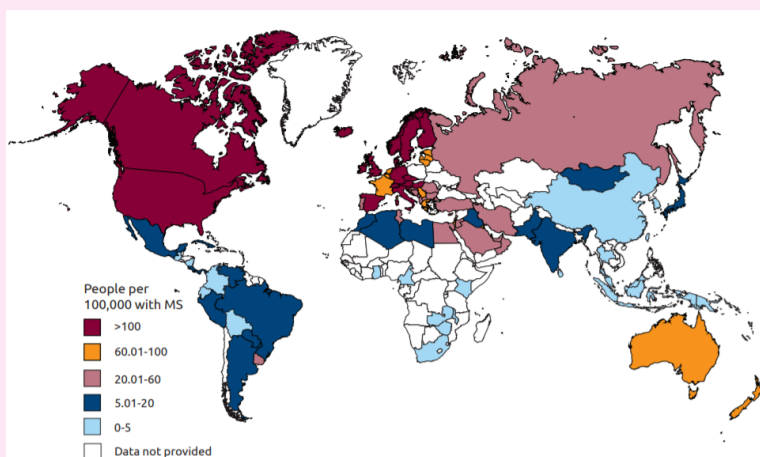 People per
100,000 with MS
>100
60.01-100
20.01-60
5.01-20
0-5
Data not provided